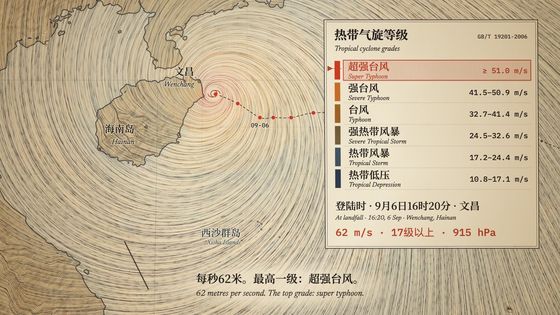 文昌
Wenchang
海南岛
Hainan
09-06
西沙群岛
Xisha Islands
热带气旋等级
GB/T 19201-2006
Tropical cyclone grades
超强台风
Super Typhoon
≥ 51.0 m/s
强台风
Severe Typhoon
41.5–50.9 m/s
台风
Typhoon
32.7–41.4 m/s
强热带风暴
Severe Tropical Storm
24.5–32.6 m/s
热带风暴
Tropical Storm
17.2–24.4 m/s
热带低压
Tropical Depression
10.8–17.1 m/s
登陆时 · 9月6日16时20分 · 文昌
At landfall · 16:20, 6 Sep · Wenchang, Hainan
62 m/s · 17级以上 · 915 hPa
每秒62米。最高一级：超强台风。
62 metres per second. The top grade: super typhoon.